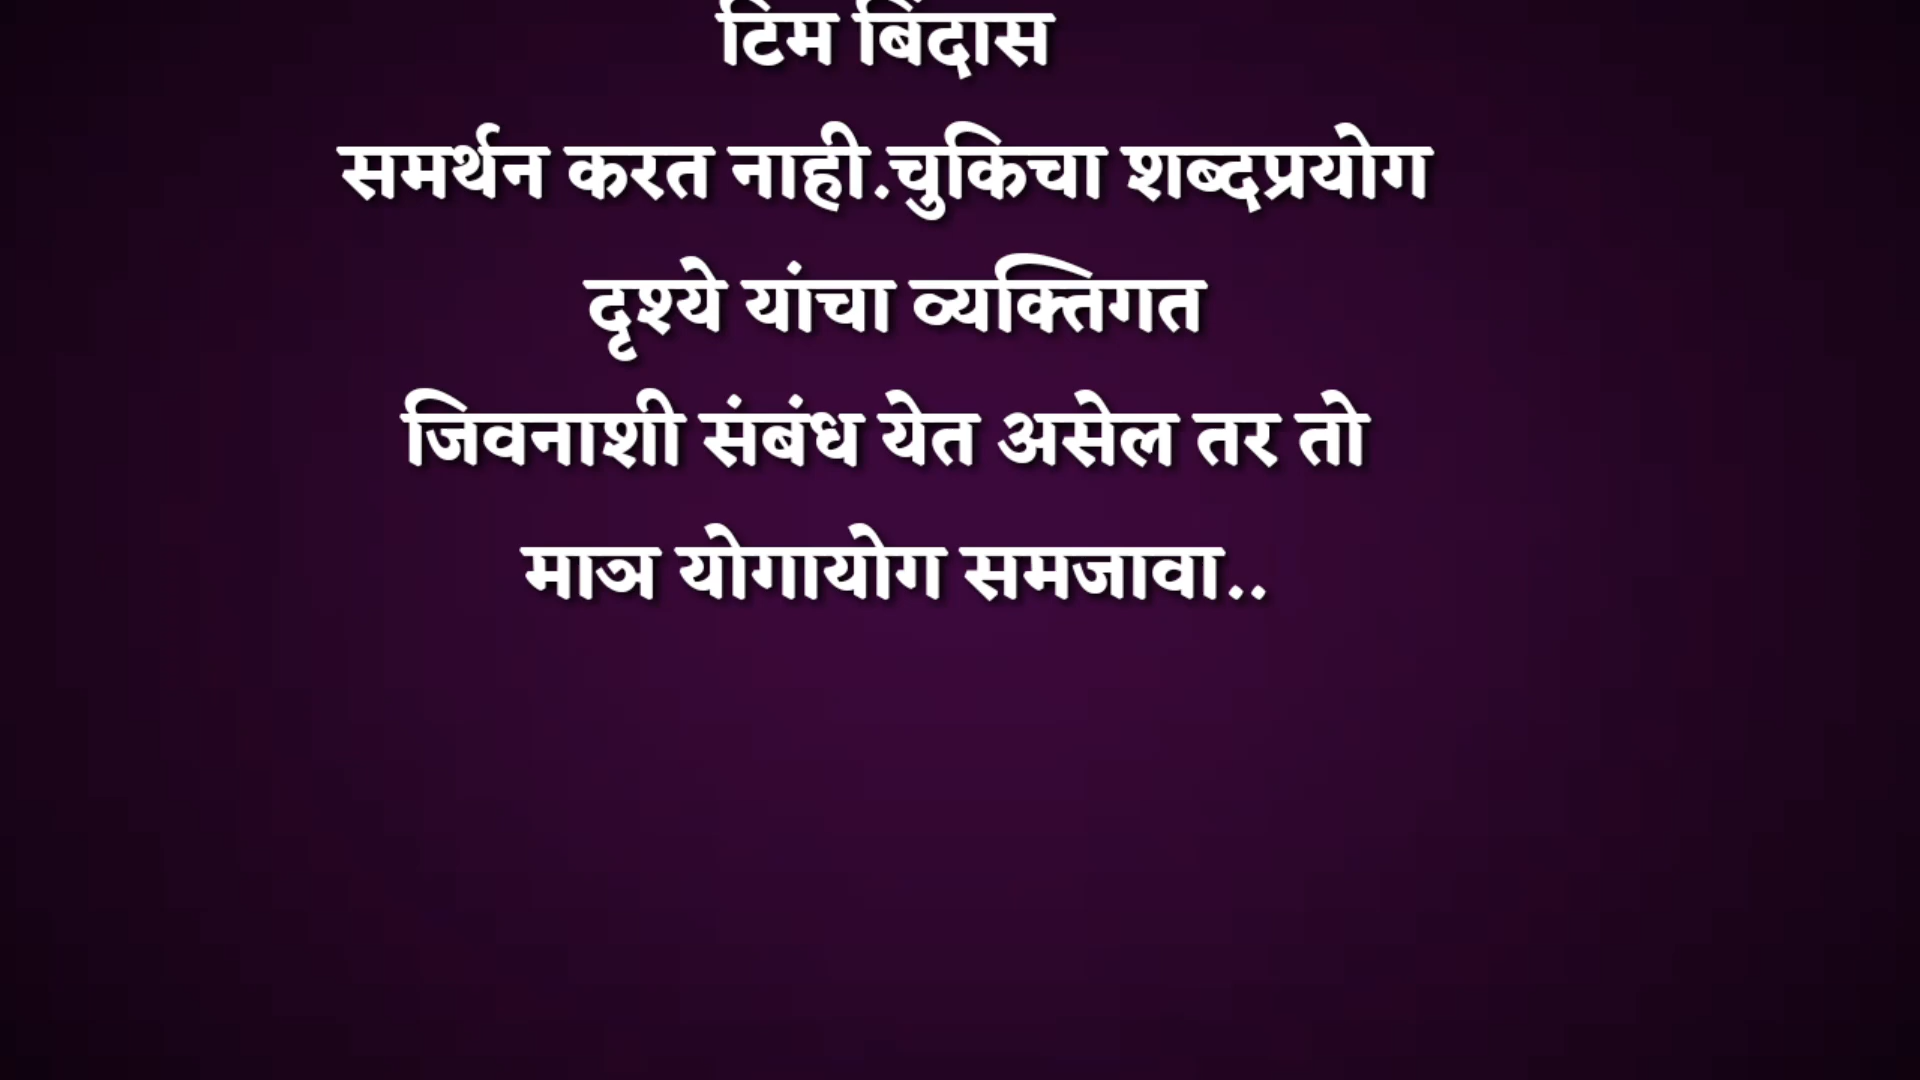 टिम बिंदास
समर्थन करत नाही.चुकिचा शब्दप्रयोग
दृश्ये यांचा व्यक्तिगत
जिवनाशी संबंध येत असेल तर तो
माञ योगायोग समजावा..